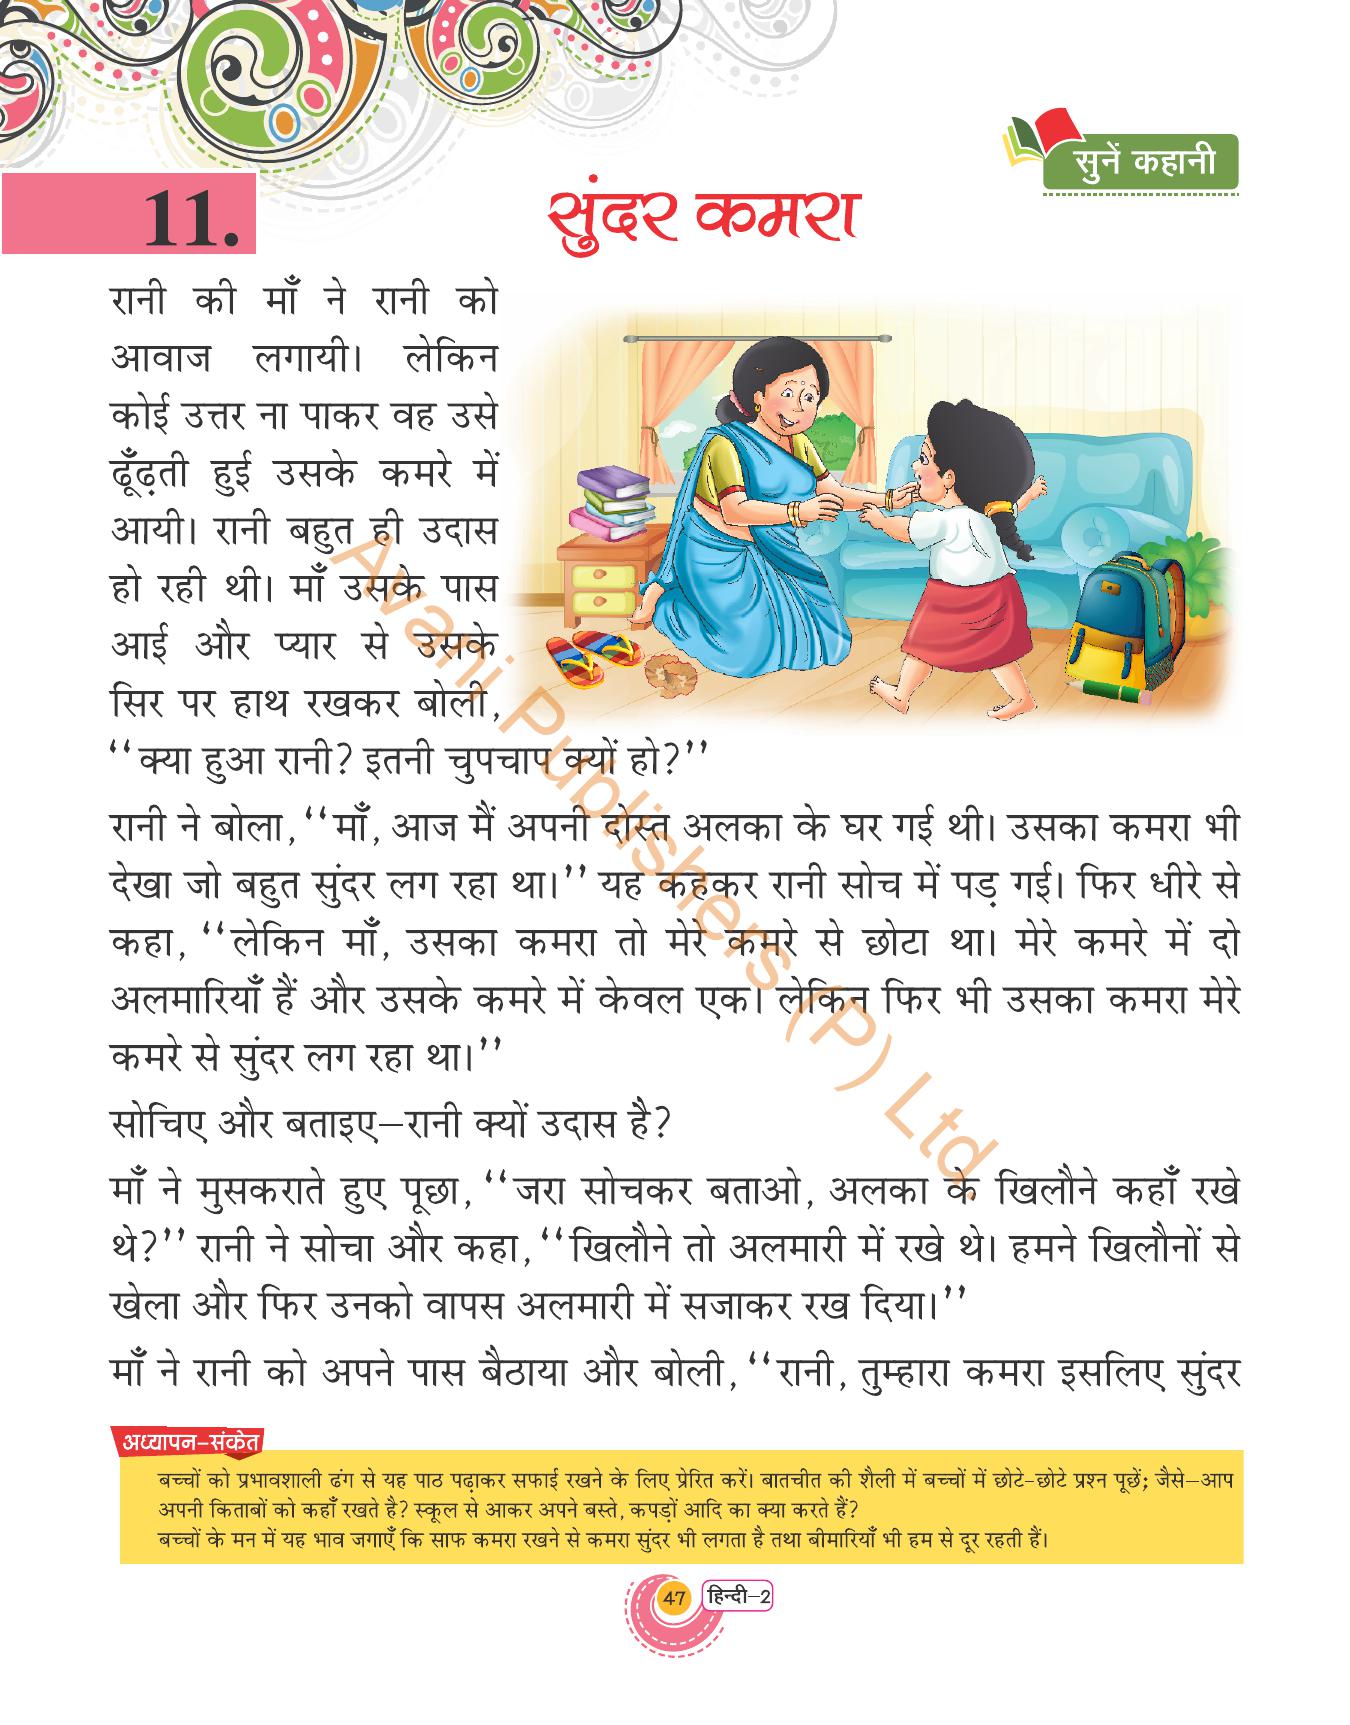 सुनें कहानी
11.
सुंदर कमरा
रानी की माँ ने रानी को
आवाज लगायी। लेकिन
कोई उत्तर ना पाकर वह उसे
ढूँढ़ती हुई उसके कमरे में
आयी। रानी बहुत ही उदास
हो रही थी। माँ उसके पास
आई और प्यार से उसके
सिर पर हाथ रखकर बोली,
“क्या हुआ रानी? इतनी चुपचाप क्यों हो?”
रानी ने बोला, “माँ, आज मैं अपनी दोस्त अलका के घर गई थी। उसका कमरा भी
देखा जो बहुत सुंदर लग रहा था।” यह कहकर रानी सोच में पड़ गई। फिर धीरे से
कहा, “लेकिन माँ, उसका कमरा तो मेरे कमरे से छोटा था। मेरे कमरे में दो
अलमारियाँ हैं और उसके कमरे में केवल एक। लेकिन फिर भी उसका कमरा मेरे
कमरे से सुंदर लग रहा था।”
सोचिए और बताइए–रानी क्यों उदास है?
माँ ने मुसकराते हुए पूछा, “जरा सोचकर बताओ, अलका के खिलौने कहाँ रखे
थे?” रानी ने सोचा और कहा, “खिलौने तो अलमारी में रखे थे। हमने खिलौनों से
खेला और फिर उनको वापस अलमारी में सजाकर रख दिया।”
माँ ने रानी को अपने पास बैठाया और बोली, “रानी, तुम्हारा कमरा इसलिए सुंदर
अध्यापन-संकेत
बच्चों को प्रभावशाली ढंग से यह पाठ पढ़ाकर सफाई रखने के लिए प्रेरित करें। बातचीत की शैली में बच्चों में छोटे-छोटे प्रश्न पूछें; जैसे–आप
अपनी किताबों को कहाँ रखते है? स्कूल से आकर अपने बस्ते, कपड़ों आदि का क्या करते हैं?
बच्चों के मन में यह भाव जगाएँ कि साफ कमरा रखने से कमरा सुंदर भी लगता है तथा बीमारियाँ भी हम से दूर रहती हैं।
47 हिन्दी–2
Avani Publishers (P) Ltd.